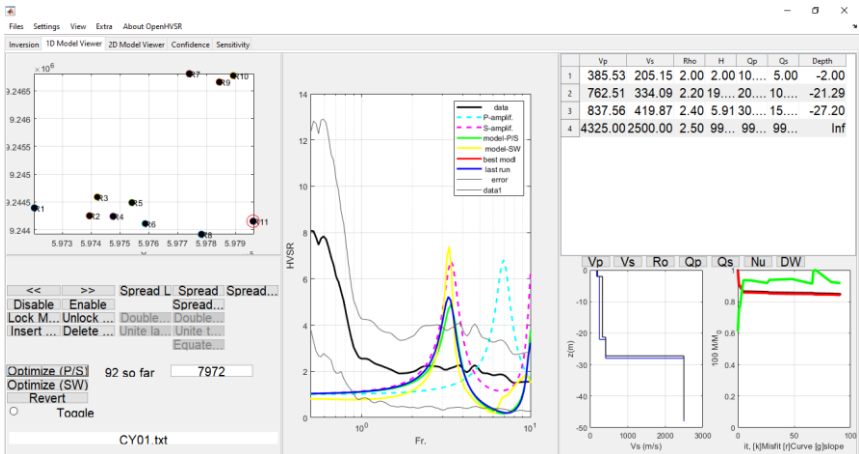 Files Settings View Extra About OpenHVSR
Inversion 1D Model Viewer 2D Model Viewer Confidence Sensitivity
× 10⁶
9.2465
9.246
9.2455
9.245
9.2445
9.244
R7
R10
R9
R3
R5
R1
R2
R4
R6
R11
R8
5.973 5.974 5.975 5.976 5.977 5.978 5.979
<< >> Spread L Spread Spread...
Disable Enable Spread...
Lock M... Unlock ... Double... Double...
Insert ... Delete ... Unite la... Unite t...
Equate...
Optimize (P/S) 92 so far 7972
Optimize (SW)
Revert
Toggle
CY01.txt
14
12
10
8
6
4
2
0
HVSR
10⁰ 10¹
Fr.
data
P-amplif.
S-amplif.
model-P/S
model-SW
best modl
last run
error
data1
Vp Vs Rho H Qp Qs Depth
1 385.53 205.15 2.00 2.00 10.... 5.00 -2.00
2 762.51 334.09 2.20 19.... 20.... 10.... -21.29
3 837.56 419.87 2.40 5.91 30.... 15.... -27.20
4 4325.00 2500.00 2.50 99... 99... 99... Inf
Vp Vs Ro Qp Qs Nu DW
0
-10
-20
-30
-40
-50
z(m)
0 1000 2000 3000
Vs (m/s)
1
0.8
0.6
0.4
0.2
0
100 M/M
0 50 100
it, [k]Misfit [r]Curve [g]slope